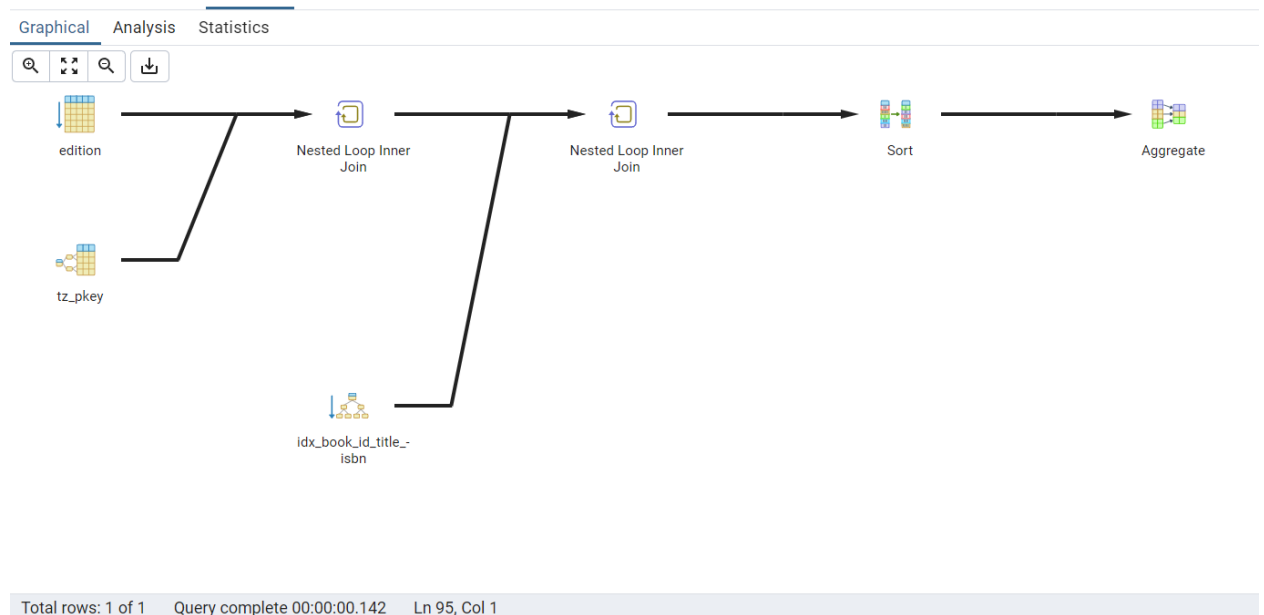 Graphical Analysis Statistics
edition
Nested Loop Inner
Join
Nested Loop Inner
Join
Sort
Aggregate
tz_pkey
idx_book_id_title_-
isbn
Total rows: 1 of 1 Query complete 00:00:00.142 Ln 95, Col 1